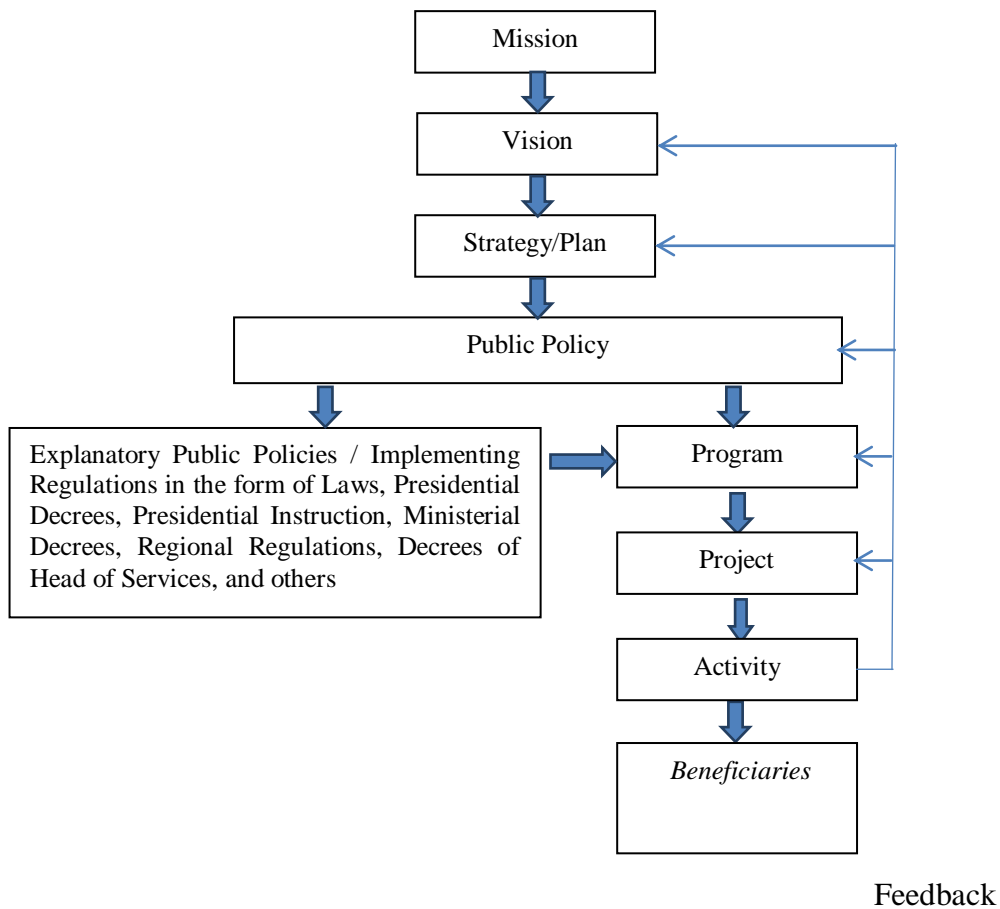 Mission
Vision
Strategy/Plan
Public Policy
Explanatory Public Policies / Implementing
Regulations in the form of Laws, Presidential
Decrees, Presidential Instruction, Ministerial
Decrees, Regional Regulations, Decrees of
Head of Services, and others
Program
Project
Activity
Beneficiaries
Feedback